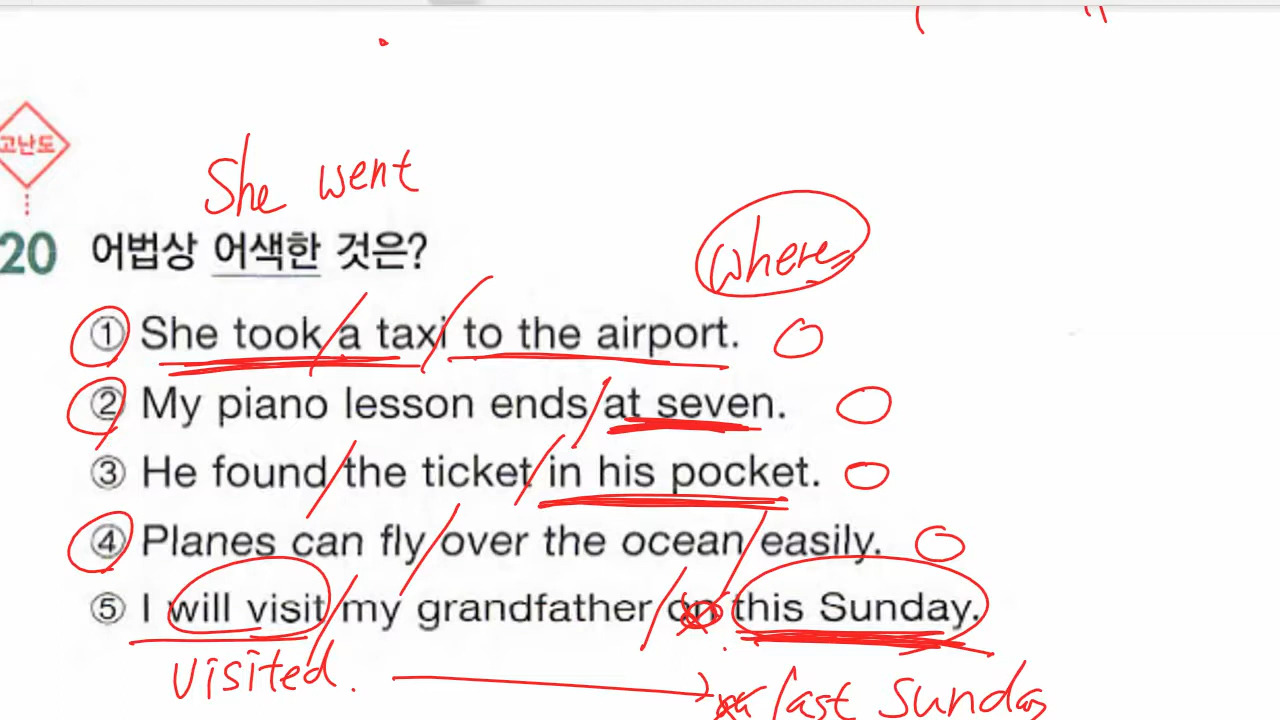 고난도
She went
20 어법상 어색한 것은?
where
① She took a taxi to the airport.
② My piano lesson ends at seven.
③ He found the ticket in his pocket.
④ Planes can fly over the ocean easily.
⑤ I will visit my grandfather on this Sunday.
visited. last Sunday